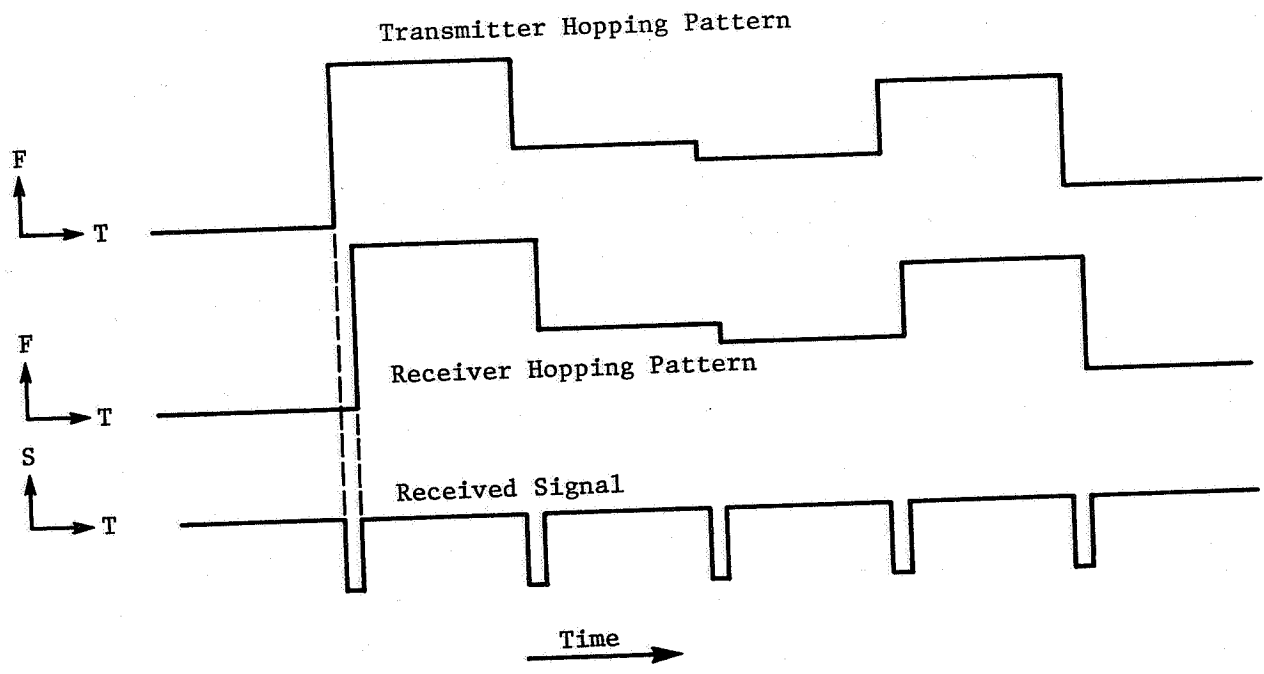 Transmitter Hopping Pattern
F
T
F
Receiver Hopping Pattern
T
S
Received Signal
T
Time